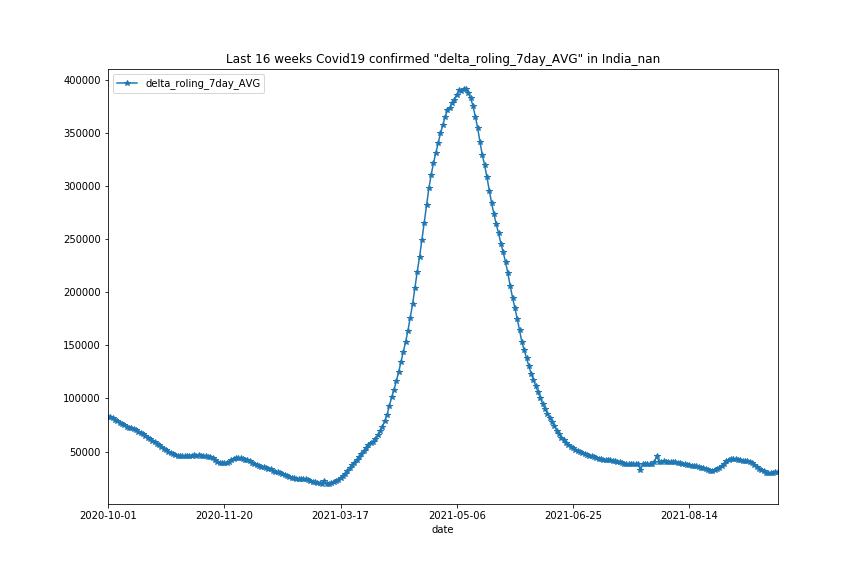 Last 16 weeks Covid19 confirmed "delta_roling_7day_AVG" in India_nan
delta_roling_7day_AVG
400000
350000
300000
250000
200000
150000
100000
50000
2020-10-01 2020-11-20 2021-03-17 2021-05-06 2021-06-25 2021-08-14
date